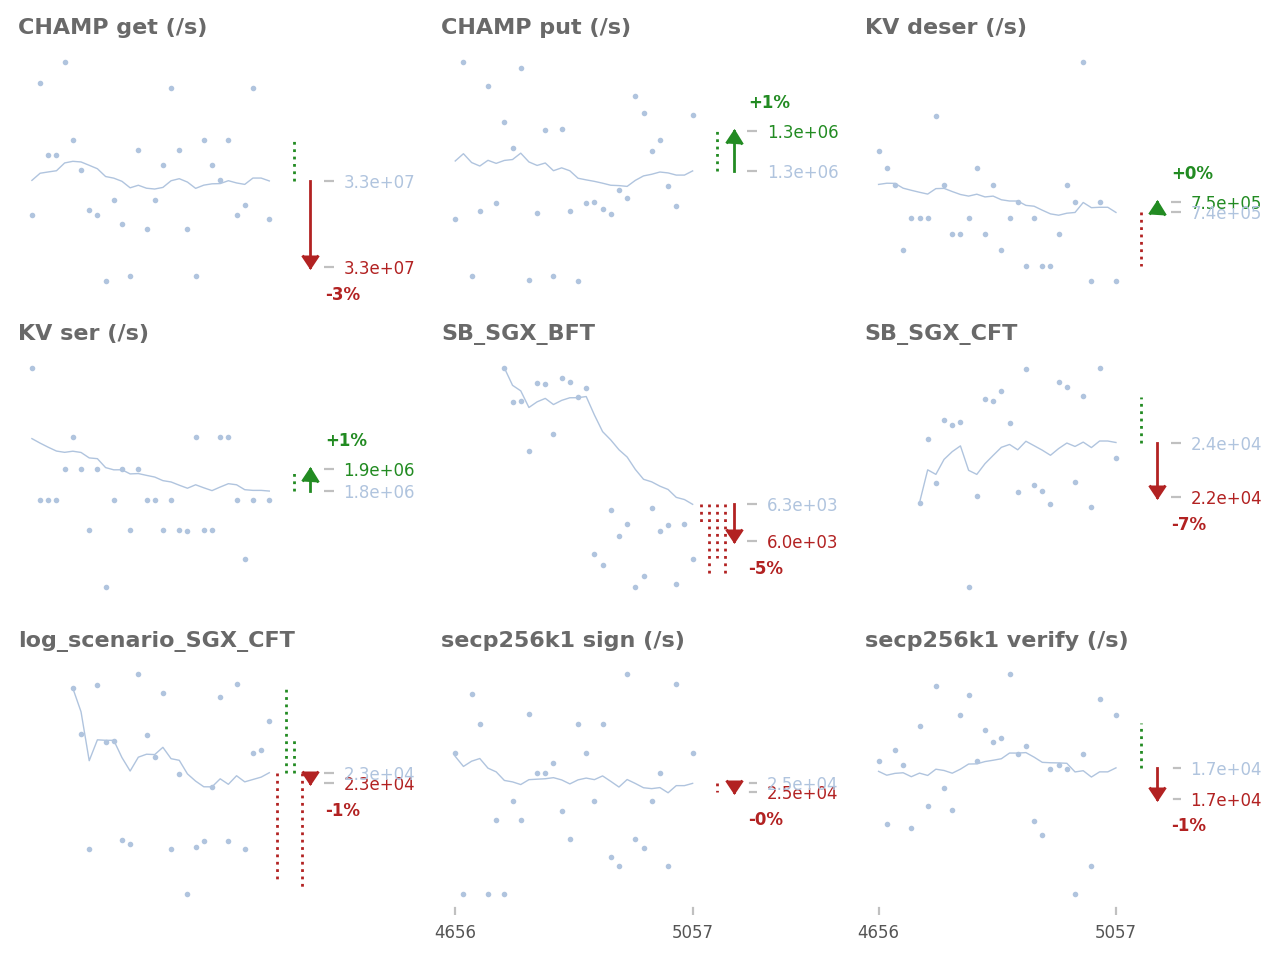 CHAMP get (/s)
3.3e+07
3.3e+07
-3%
CHAMP put (/s)
+1%
1.3e+06
1.3e+06
KV deser (/s)
+0%
7.5e+05
7.4e+05
KV ser (/s)
+1%
1.9e+06
1.8e+06
SB_SGX_BFT
6.3e+03
6.0e+03
-5%
SB_SGX_CFT
2.4e+04
2.2e+04
-7%
log_scenario_SGX_CFT
2.3e+04
2.3e+04
-1%
secp256k1 sign (/s)
2.5e+04
2.5e+04
-0%
4656
5057
secp256k1 verify (/s)
1.7e+04
1.7e+04
-1%
4656
5057